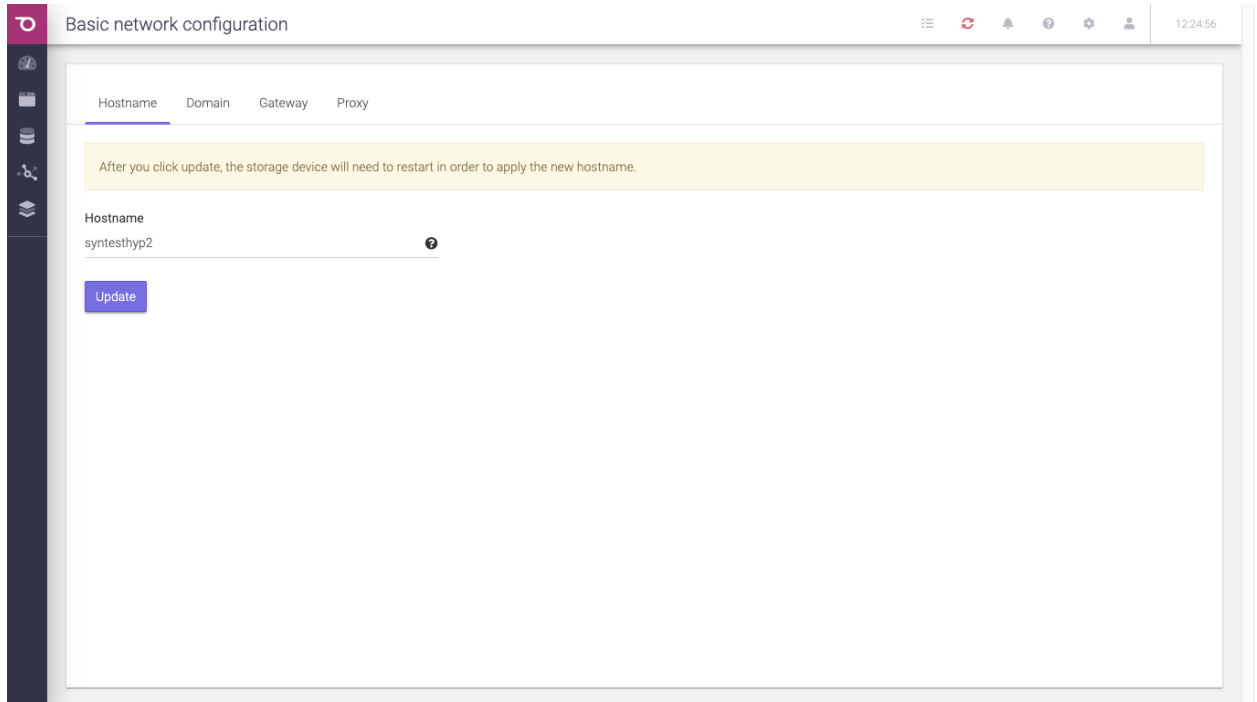 Basic network configuration
12:24:56
Hostname Domain Gateway Proxy
After you click update, the storage device will need to restart in order to apply the new hostname.
Hostname
syntesthyp2
Update